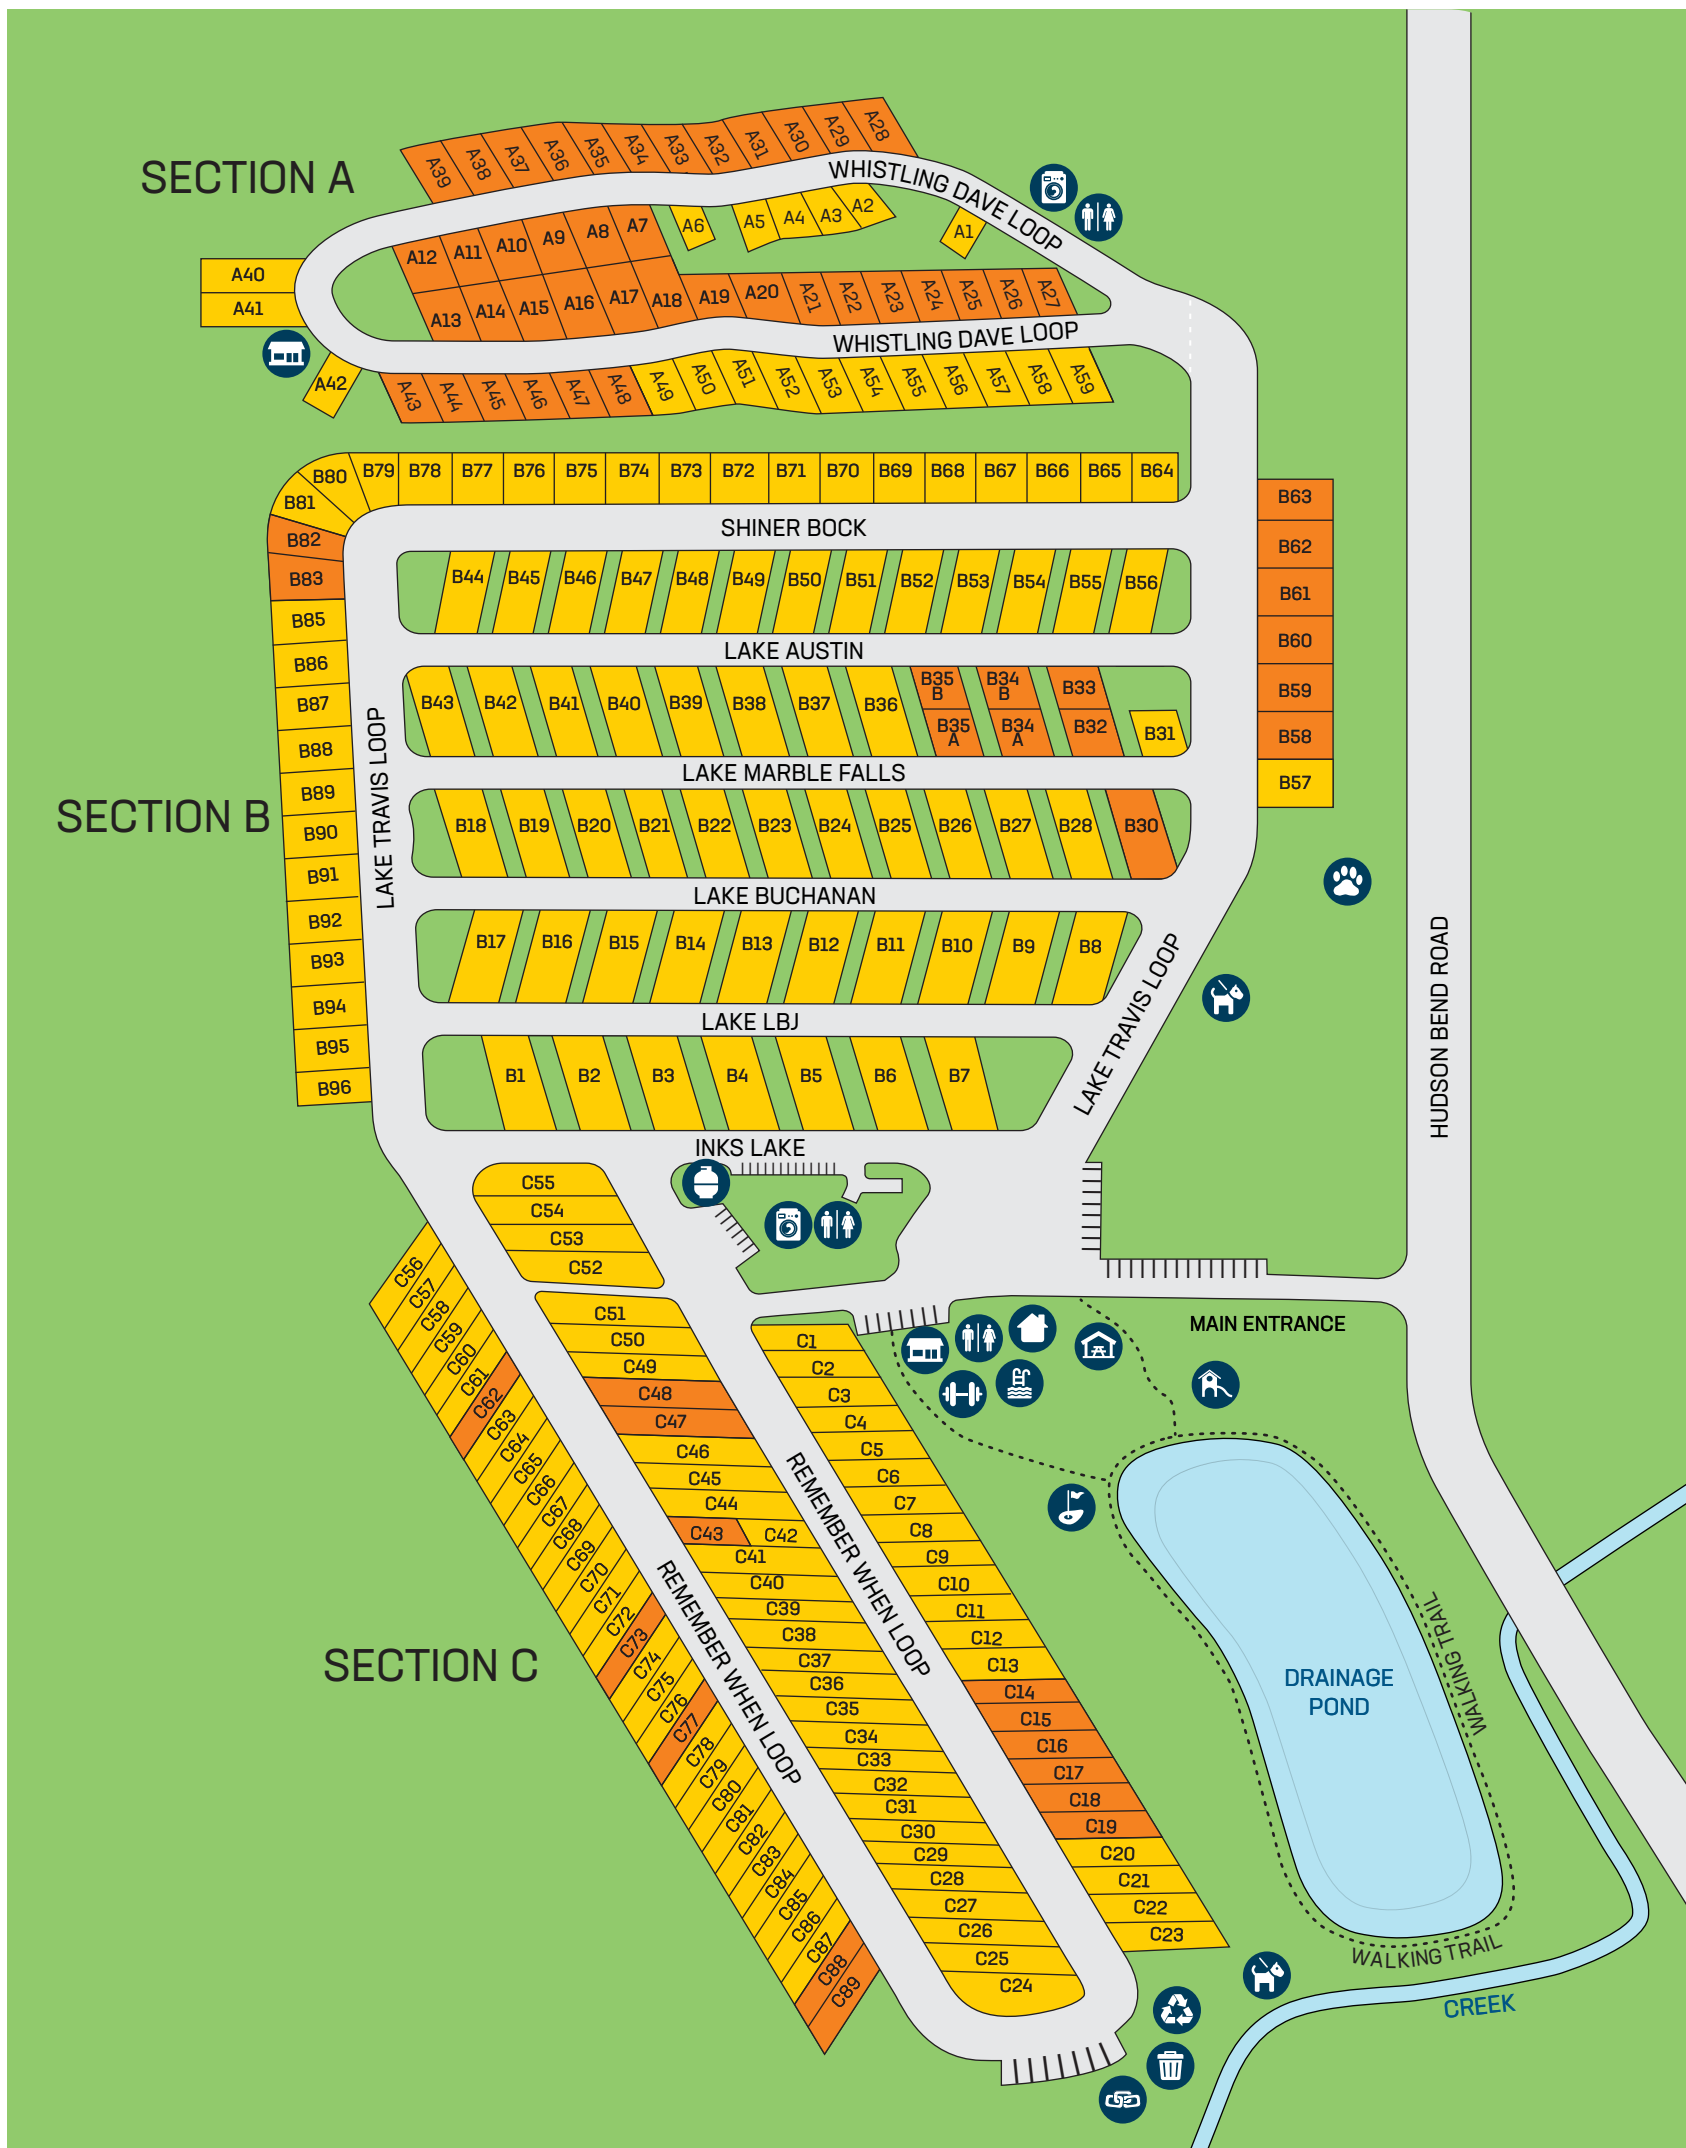 SECTION A
A39
A38
A37
A36
A35
A34
A33
A32
A31
A30
A29
A28
WHISTLING DAVE LOOP
A12
A11
A10
A9
A8
A7
A6
A5
A4
A3
A2
A1
A40
A41
A42
A13
A14
A15
A16
A17
A18
A19
A20
A21
A22
A23
A24
A25
A26
A27
WHISTLING DAVE LOOP
A43
A44
A45
A46
A47
A48
A49
A50
A51
A52
A53
A54
A55
A56
A57
A58
A59
SECTION B
B81
B80
B79
B78
B77
B76
B75
B74
B73
B72
B71
B70
B69
B68
B67
B66
B65
B64
SHINER BOCK
B82
B83
B85
B86
B87
B88
B89
B90
B91
B92
B93
B94
B95
B96
B63
B62
B61
B60
B59
B58
B57
B44
B45
B46
B47
B48
B49
B50
B51
B52
B53
B54
B55
B56
LAKE AUSTIN
B43
B42
B41
B40
B39
B38
B37
B36
B35
B
B34
B
B33
B35
A
B34
A
B32
B31
LAKE MARBLE FALLS
LAKE TRAVIS LOOP
B18
B19
B20
B21
B22
B23
B24
B25
B26
B27
B28
B30
LAKE BUCHANAN
B17
B16
B15
B14
B13
B12
B11
B10
B9
B8
LAKE TRAVIS LOOP
LAKE LBJ
B1
B2
B3
B4
B5
B6
B7
INKS LAKE
HUDSON BEND ROAD
MAIN ENTRANCE
SECTION C
C55
C54
C53
C52
C51
C50
C49
C48
C47
C46
C45
C44
C43
C42
C41
C40
C39
C38
C37
C36
C35
C34
C33
C32
C31
C30
C29
C28
C27
C26
C25
C24
C1
C2
C3
C4
C5
C6
C7
C8
C9
C10
C11
C12
C13
C14
C15
C16
C17
C18
C19
C20
C21
C22
C23
REMEMBER WHEN LOOP
REMEMBER WHEN LOOP
C56
C57
C58
C59
C60
C61
C62
C63
C64
C65
C66
C67
C68
C69
C70
C71
C72
C73
C74
C75
C76
C77
C78
C79
C80
C81
C82
C83
C84
C85
C86
C87
C88
C89
DRAINAGE
POND
WALKING TRAIL
WALKING TRAIL
CREEK